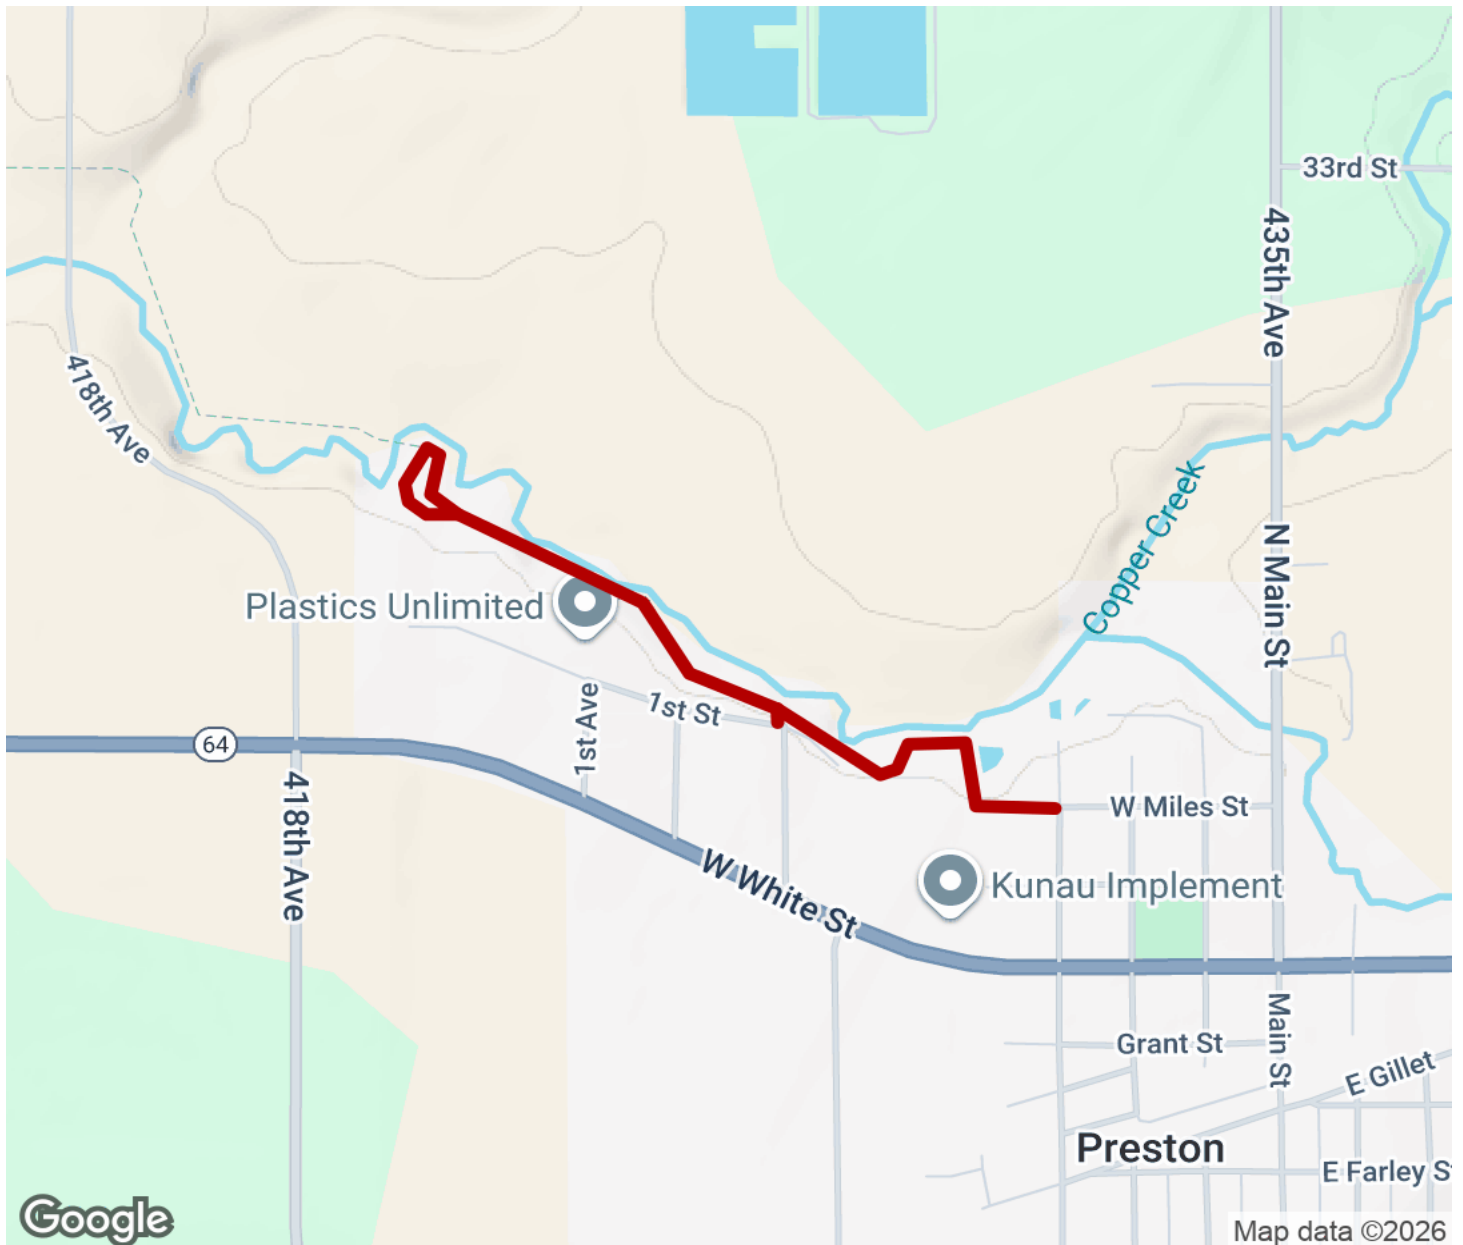 33rd St
435th Ave
418th Ave
Copper Creek
N Main St
Plastics Unlimited
1st St
1st Ave
64
418th Ave
W Miles St
W White St
Kunau Implement
Main St
Grant St
E Gillet
Preston
E Farley S
Google
Map data ©2026